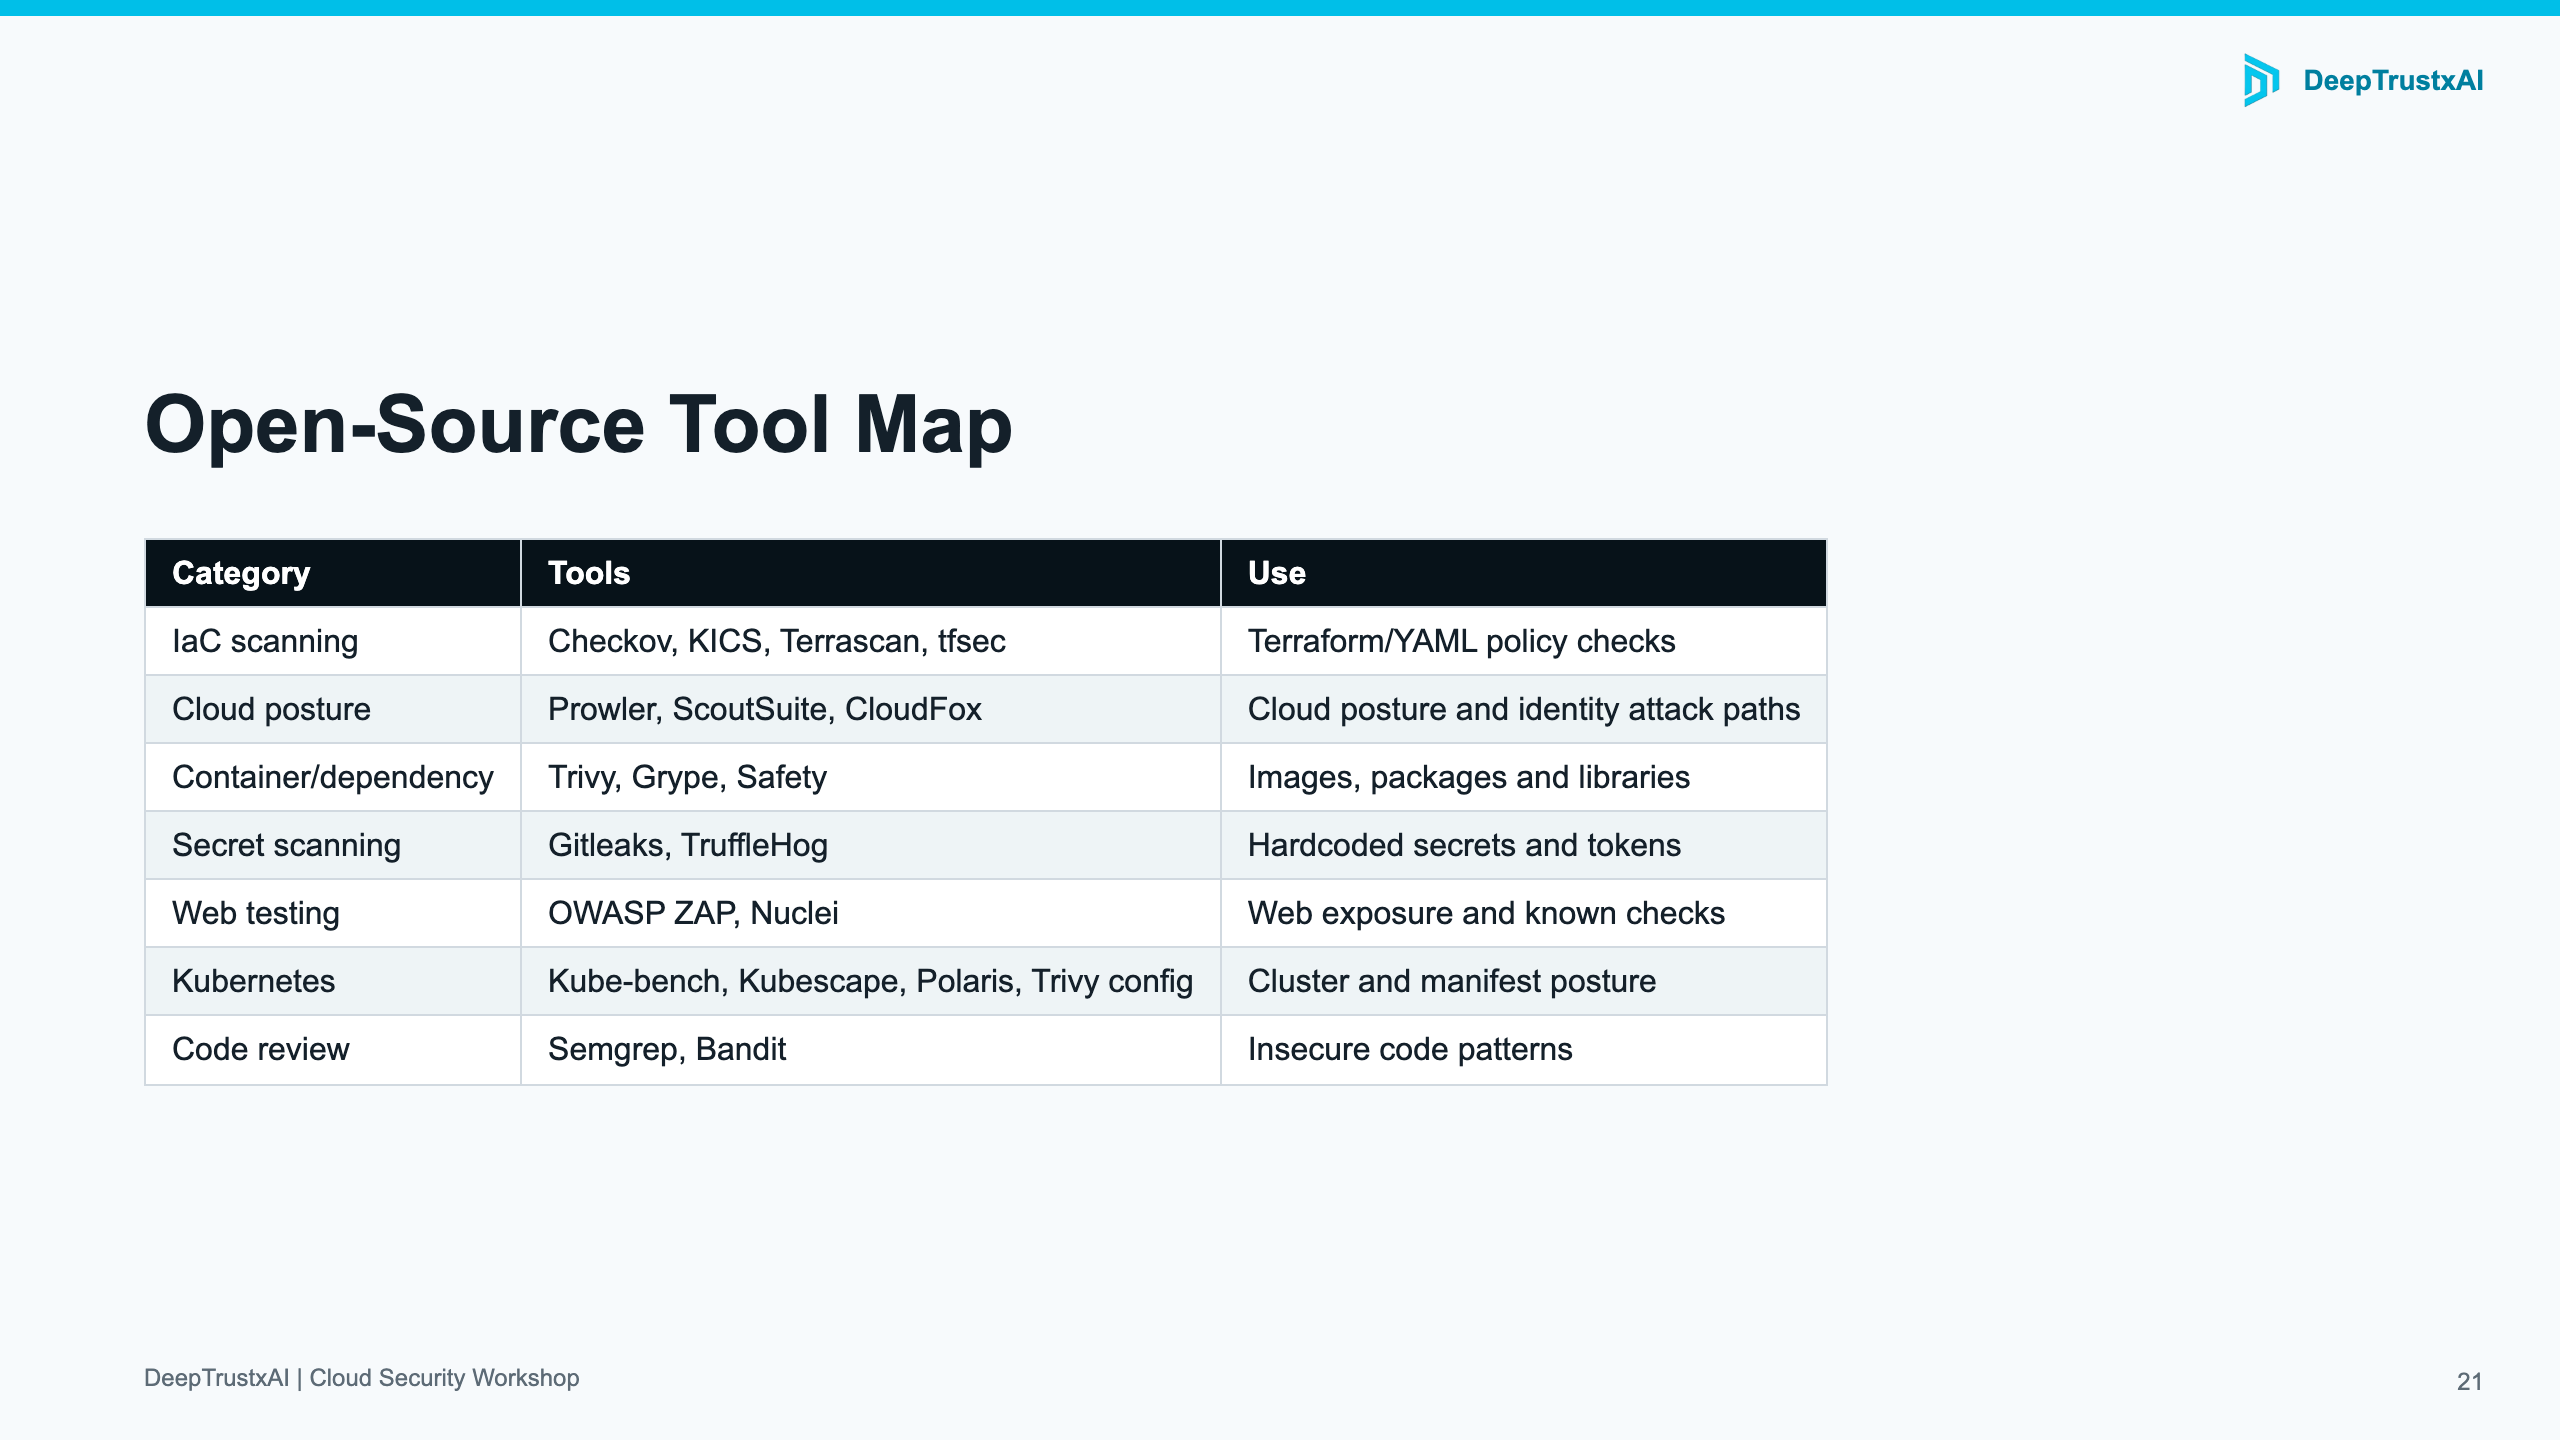 DeepTrustxAI
Open-Source Tool Map
Category Tools Use
IaC scanning Checkov, KICS, Terrascan, tfsec Terraform/YAML policy checks
Cloud posture Prowler, ScoutSuite, CloudFox Cloud posture and identity attack paths
Container/dependency Trivy, Grype, Safety Images, packages and libraries
Secret scanning Gitleaks, TruffleHog Hardcoded secrets and tokens
Web testing OWASP ZAP, Nuclei Web exposure and known checks
Kubernetes Kube-bench, Kubescape, Polaris, Trivy config Cluster and manifest posture
Code review Semgrep, Bandit Insecure code patterns
DeepTrustxAI | Cloud Security Workshop
21